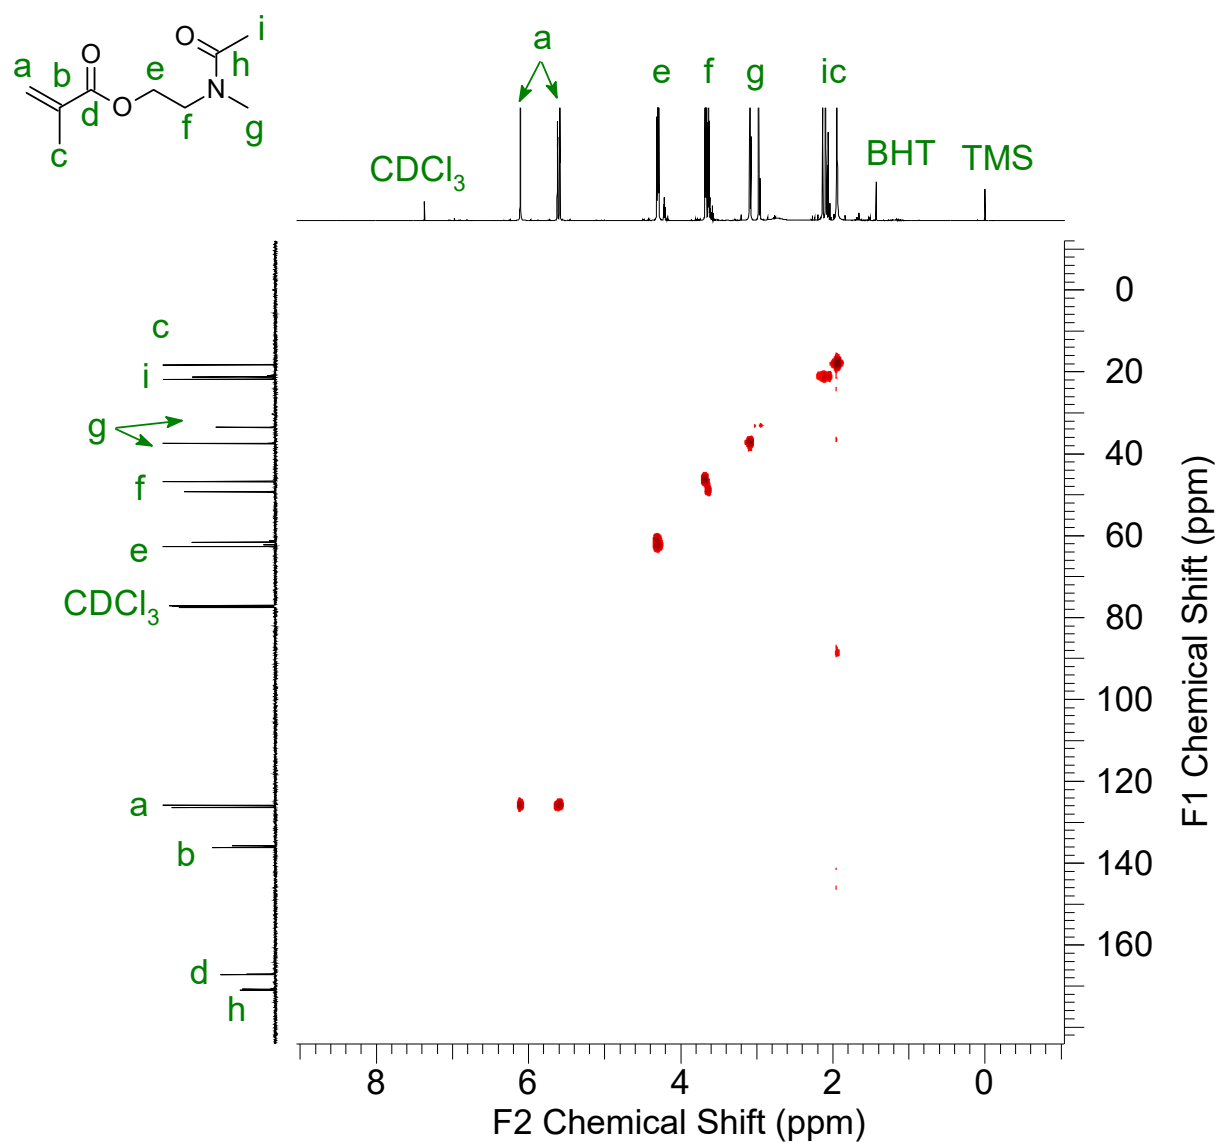 O
i
a
b
O
e
h
N
d
O
f
g
c
a
e
f
g
ic
CDCl₃
BHT
TMS
c
i
g
f
e
CDCl₃
a
b
d
h
0
20
40
60
80
100
120
140
160
F1 Chemical Shift (ppm)
8
6
4
2
0
F2 Chemical Shift (ppm)